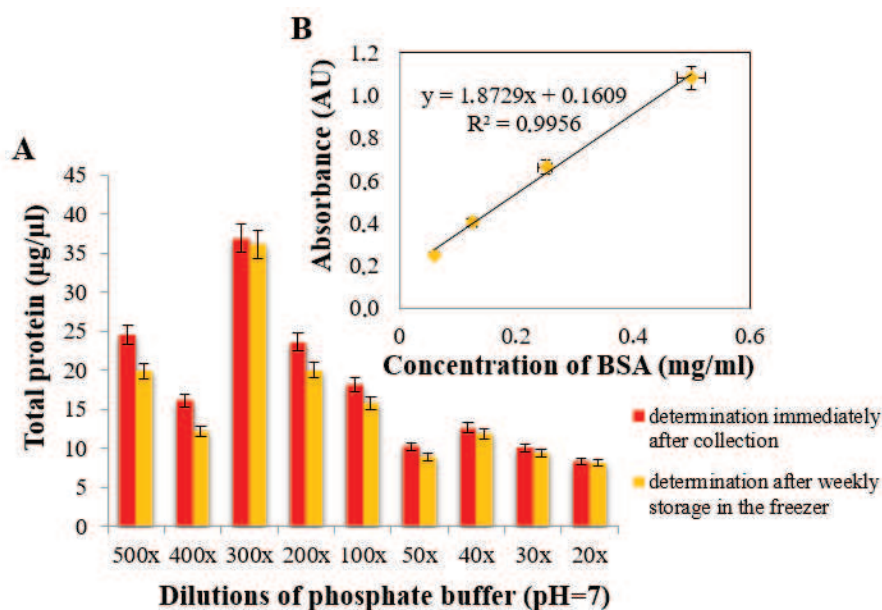 B
Absorbance (AU)
1.2
1.0
0.8
0.6
0.4
0.2
0.0
y = 1.8729x + 0.1609
R² = 0.9956
0
0.2
0.4
0.6
Concentration of BSA (mg/ml)
A
Total protein (µg/µl)
45
40
35
30
25
20
15
10
5
0
500x 400x 300x 200x 100x 50x 40x 30x 20x
Dilutions of phosphate buffer (pH=7)
determination immediately
after collection
determination after weekly
storage in the freezer